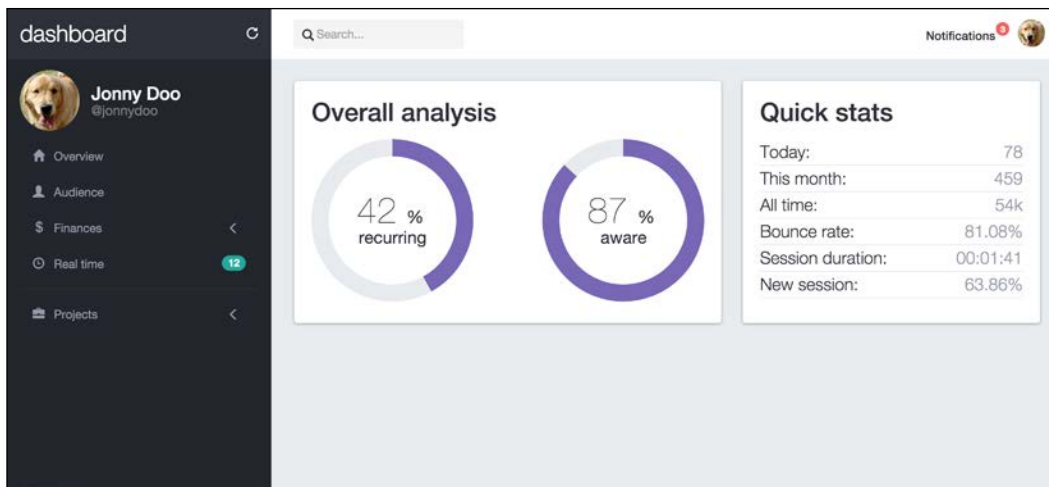 dashboard
Search...
Notifications 3
Jonny Doo
@jonnydoo
Overview
Audience
$ Finances
Real time 12
Projects
Overall analysis
42 %
recurring
87 %
aware
Quick stats
Today: 78
This month: 459
All time: 54k
Bounce rate: 81.08%
Session duration: 00:01:41
New session: 63.86%